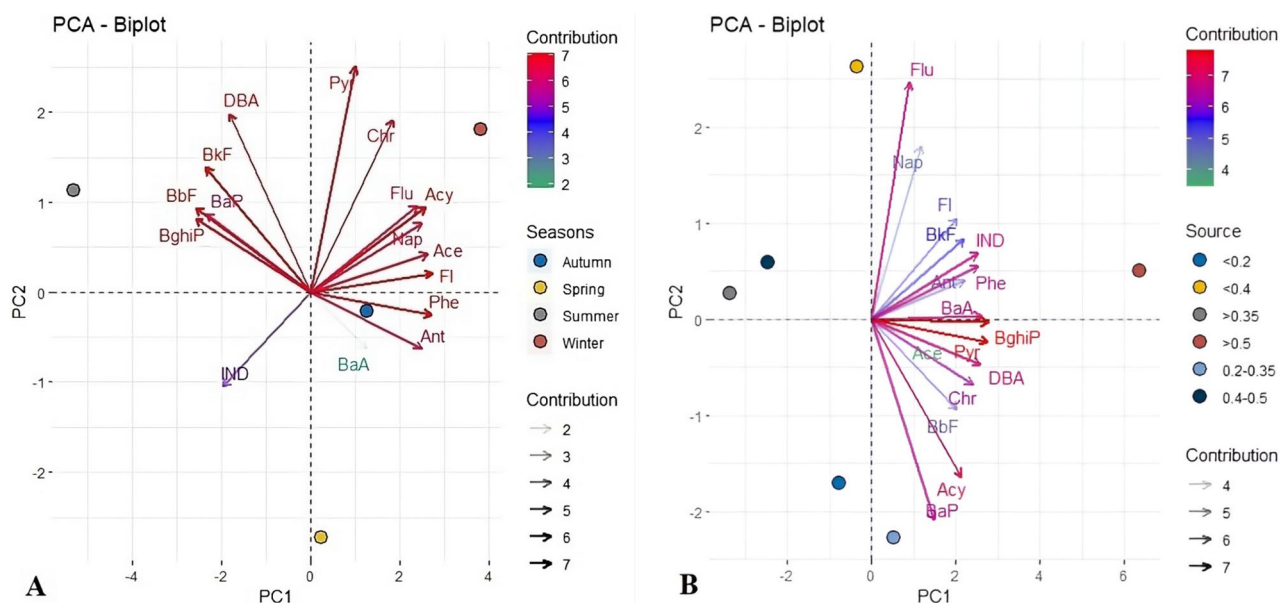 PCA - Biplot
PC2
2
1
0
-1
-2
-4
-2
0
2
4
PC1
A
Pyr
DBA
Chr
BkF
BbF
BaP
BghiP
Flu
Acy
Nap
Ace
Fl
Phe
Ant
BaA
IND
Contribution
7
6
5
4
3
2
Seasons
Autumn
Spring
Summer
Winter
Contribution
2
3
4
5
6
7
PCA - Biplot
PC2
2
1
0
-1
-2
-2
0
2
4
6
PC1
B
Flu
Nap
Fl
BkF
IND
Ant
Phe
BaA
BghiP
Ace
Pyr
DBA
Chr
BbF
Acy
BaP
Contribution
7
6
5
4
Source
<0.2
<0.4
>0.35
>0.5
0.2-0.35
0.4-0.5
Contribution
4
5
6
7